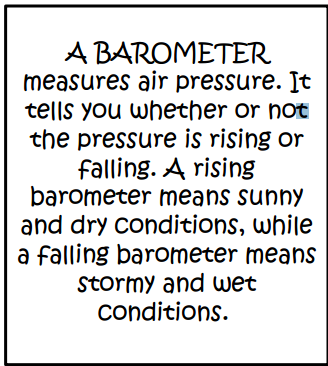 A BAROMETER
measures air pressure. It
tells you whether or not
the pressure is rising or
falling. A rising
barometer means sunny
and dry conditions, while
a falling barometer means
stormy and wet
conditions.